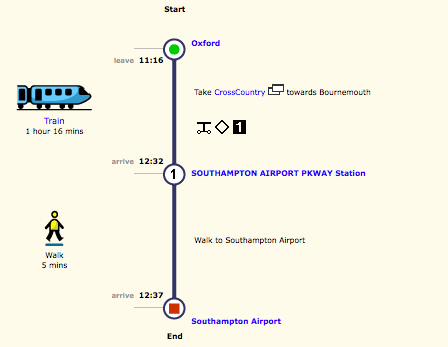 Start
Oxford
leave 11:16
Take CrossCountry towards Bournemouth
Train
1 hour 16 mins
1
arrive 12:32
1
SOUTHAMPTON AIRPORT PKWAY Station
Walk to Southampton Airport
Walk
5 mins
arrive 12:37
Southampton Airport
End